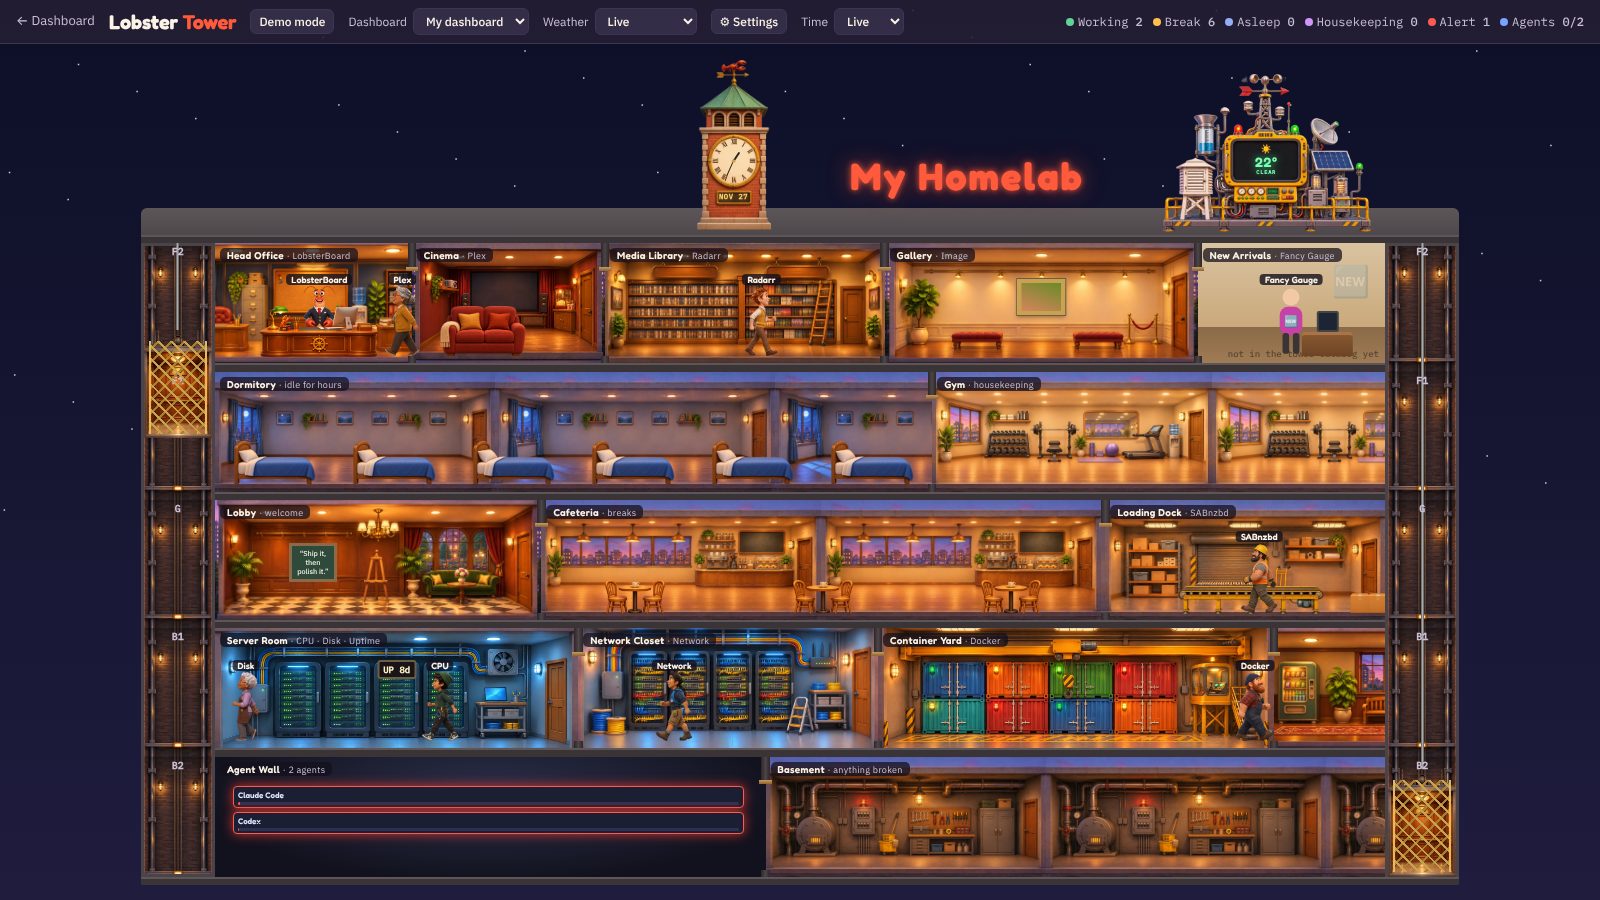 ← Dashboard Lobster Tower Demo mode Dashboard My dashboard Weather Live ⚙ Settings Time Live Working 2 Break 6 Asleep 0 Housekeeping 0 Alert 1 Agents 0/2
22°
CLEAR
My Homelab
NOV 27
F2
Head Office · LobsterBoard
Cinema · Plex
Media Library · Radarr
Gallery · Image
New Arrivals · Fancy Gauge
F2
LobsterBoard
Plex
Radarr
Fancy Gauge
NEW
NEW
not in the
yet
Dormitory · idle for hours
Gym · housekeeping
F1
G
Lobby · welcome
Cafeteria · breaks
Loading Dock · SABnzbd
G
SABnzbd
"Ship it,
then
polish it."
B1
Server Room · CPU · Disk · Uptime
Network Closet · Network
Container Yard · Docker
B1
Disk
UP 8d
CPU
Network
Docker
B2
Agent Wall · 2 agents
Basement · anything broken
B2
Claude Code
Codex